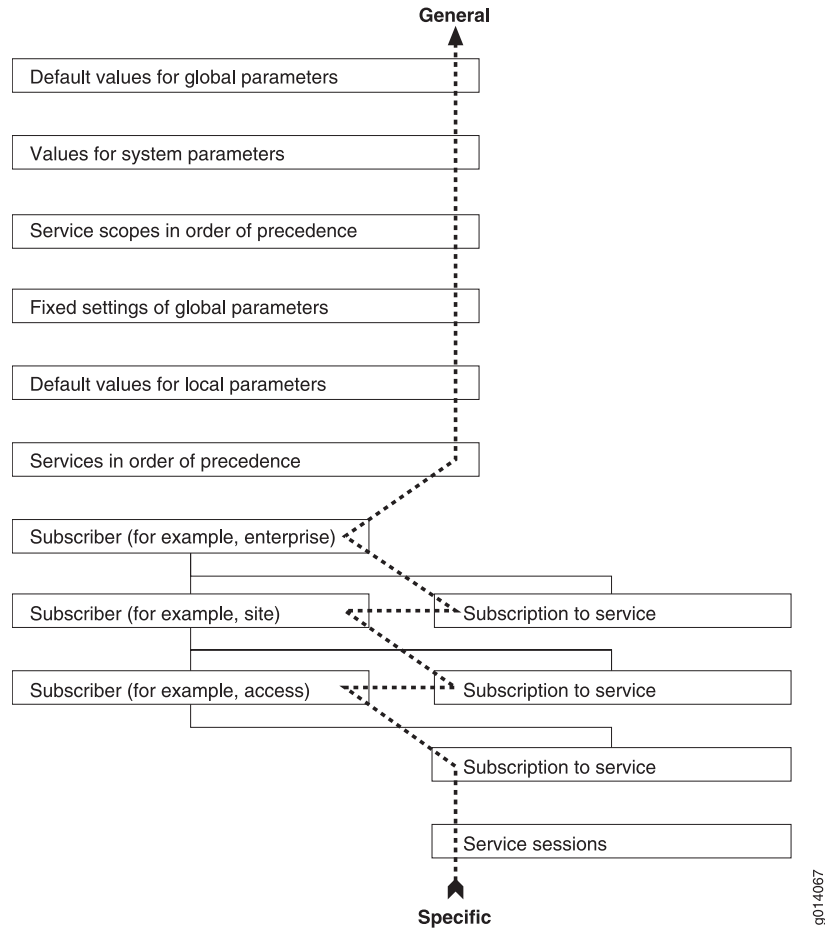 General
Default values for global parameters
Values for system parameters
Service scopes in order of precedence
Fixed settings of global parameters
Default values for local parameters
Services in order of precedence
Subscriber (for example, enterprise)
Subscriber (for example, site)
Subscription to service
Subscriber (for example, access)
Subscription to service
Subscription to service
Service sessions
Specific
g014067